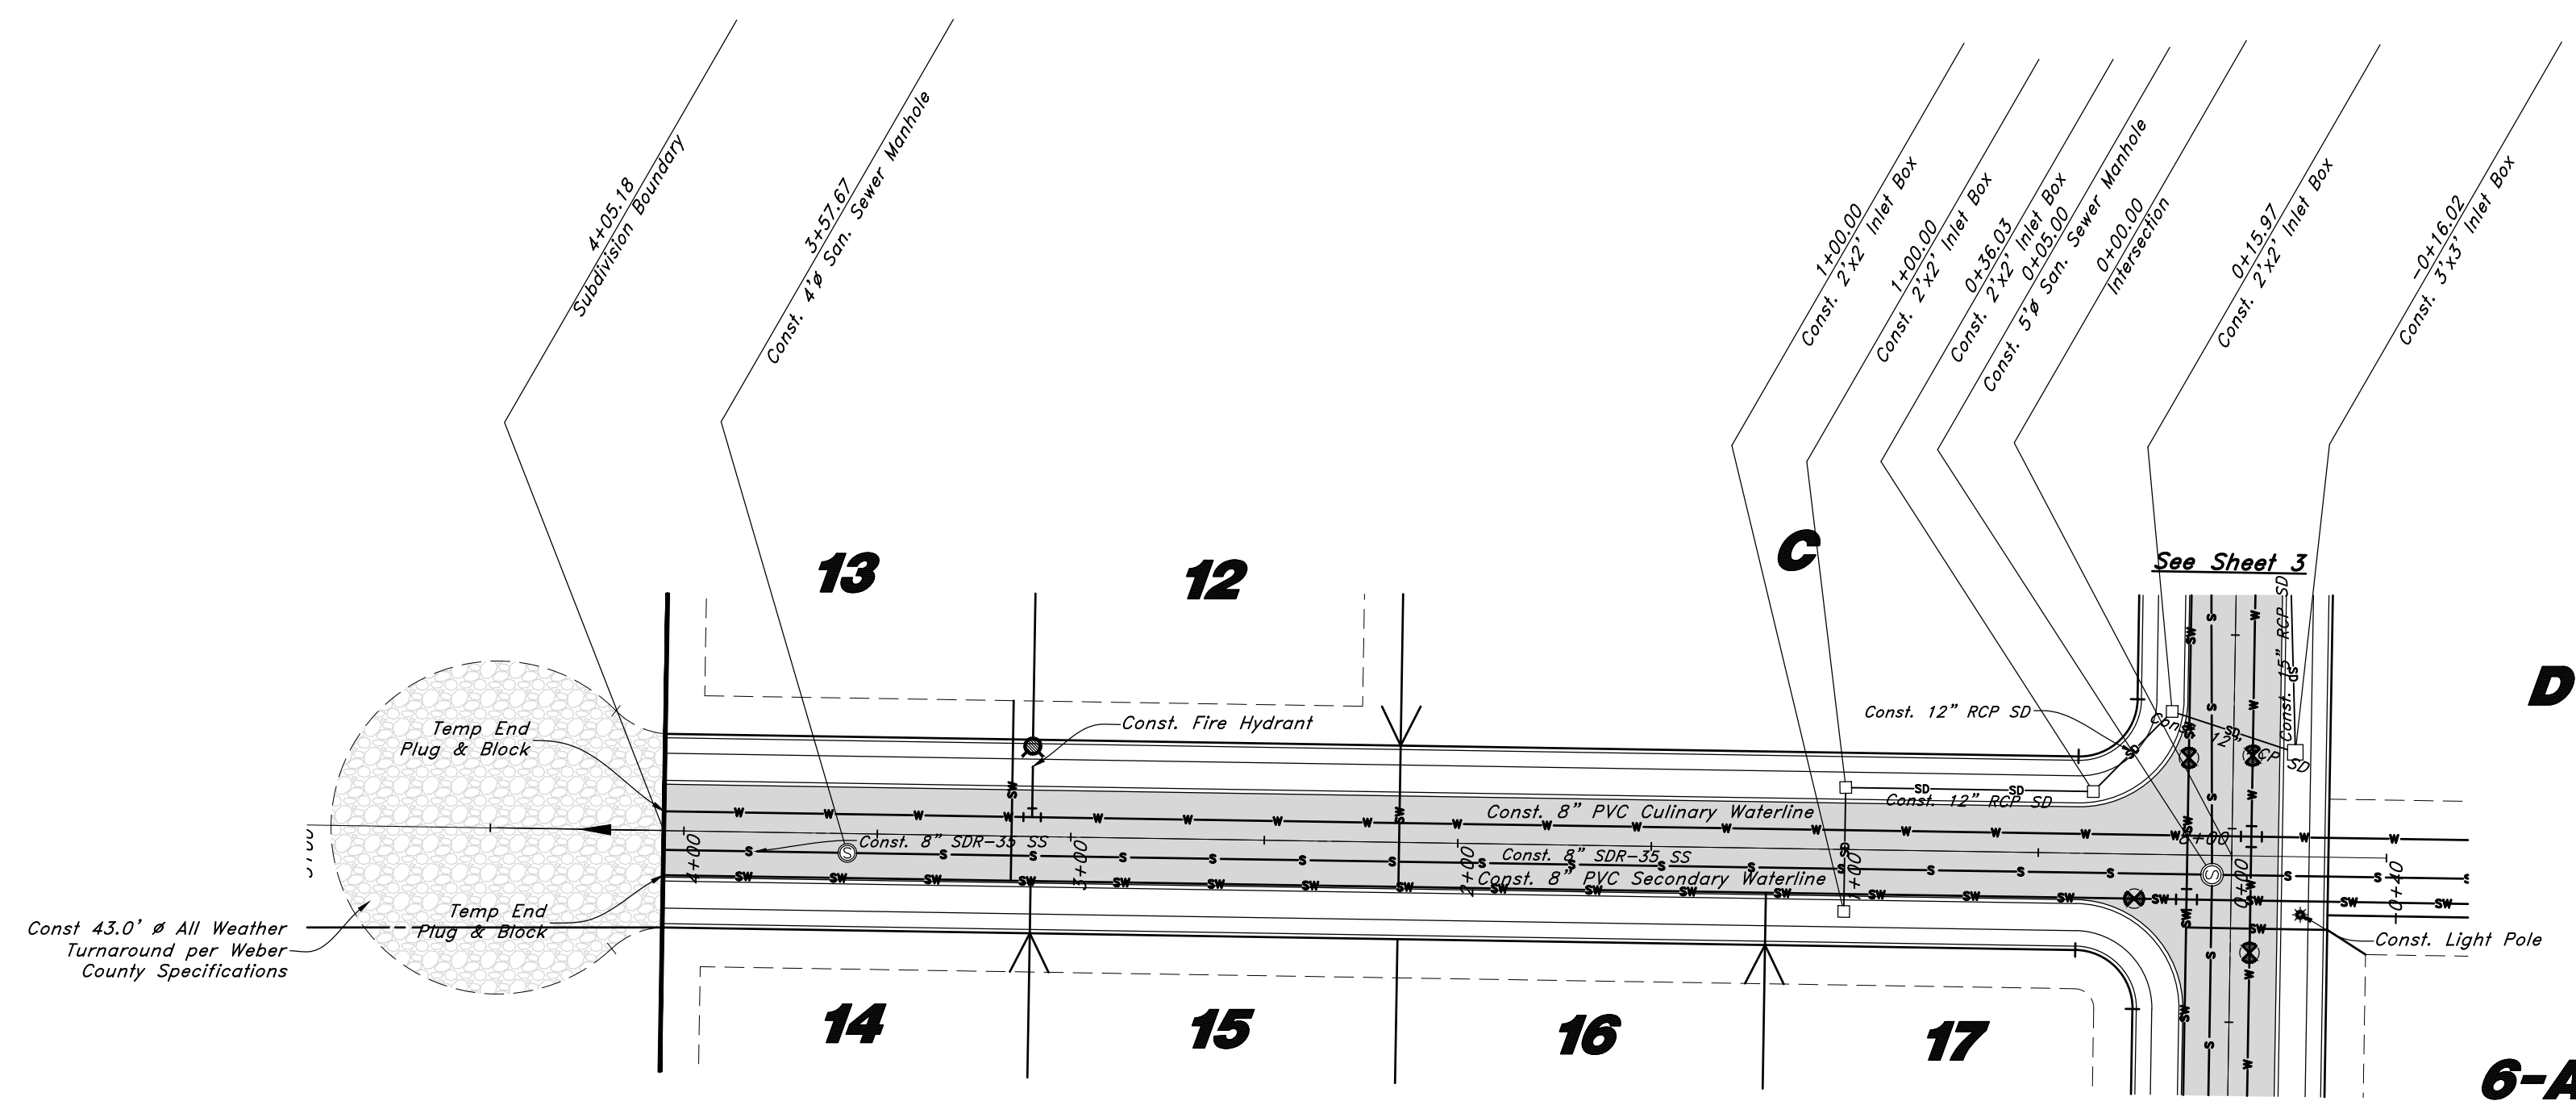 4+05.18
Subdivision Boundary
3+57.67
Const. 4'ø San. Sewer Manhole
1+00.00
Const. 2'x2' Inlet Box
1+00.00
Const. 2'x2' Inlet Box
0+36.03
Const. 2'x2' Inlet Box
0+05.00
Const. 5'ø San. Sewer Manhole
0+00.00
Intersection
0+15.97
Const. 2'x2' Inlet Box
-0+16.02
Const. 3'x3' Inlet Box
13
12
C
See Sheet 3
D
Const. 15" RCP SD
Temp End
Plug & Block
Const. Fire Hydrant
Const. 12" RCP SD
Const. 12" RCP SD
Const. 8" PVC Culinary Waterline
Const. 8" SDR-35 SS
Const. 8" SDR-35 SS
Const. 8" PVC Secondary Waterline
4+00
3+00
2+00
1+00
0+00
0+00
0+40
Temp End
Plug & Block
Const 43.0' ø All Weather
Turnaround per Weber
County Specifications
Const. Light Pole
14
15
16
17
6-A